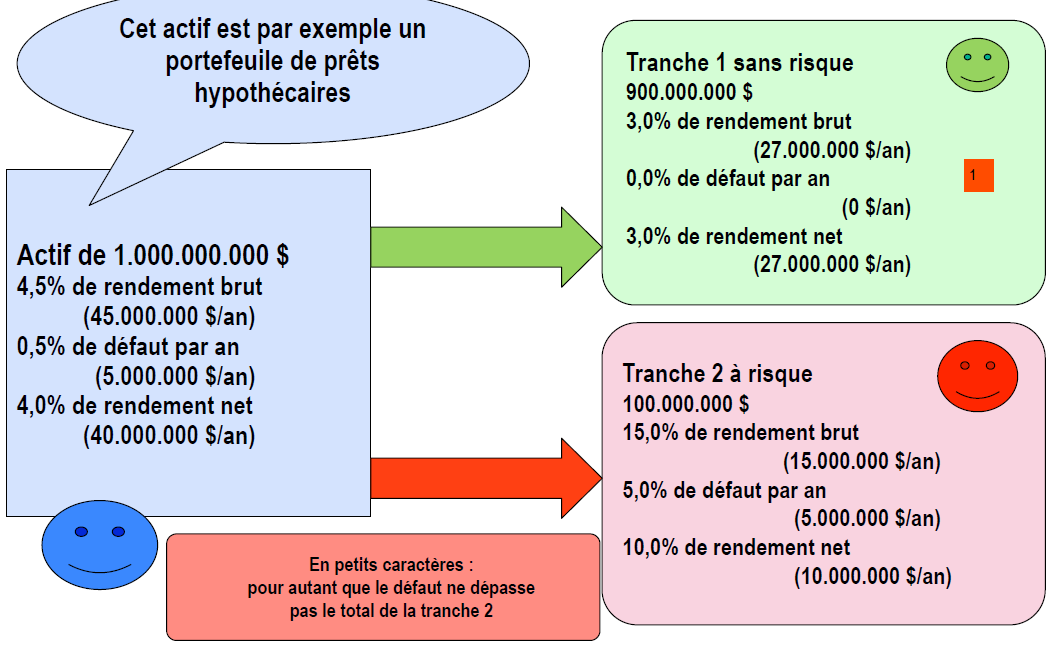 Cet actif est par exemple un
portefeuile de prêts
hypothécaires
Actif de 1.000.000.000 $
4,5% de rendement brut
(45.000.000 $/an)
0,5% de défaut par an
(5.000.000 $/an)
4,0% de rendement net
(40.000.000 $/an)
Tranche 1 sans risque
900.000.000 $
3,0% de rendement brut
(27.000.000 $/an)
0,0% de défaut par an
(0 $/an)
3,0% de rendement net
(27.000.000 $/an)
1
Tranche 2 à risque
100.000.000 $
15,0% de rendement brut
(15.000.000 $/an)
5,0% de défaut par an
(5.000.000 $/an)
10,0% de rendement net
(10.000.000 $/an)
En petits caractères :
pour autant que le défaut ne dépasse
pas le total de la tranche 2